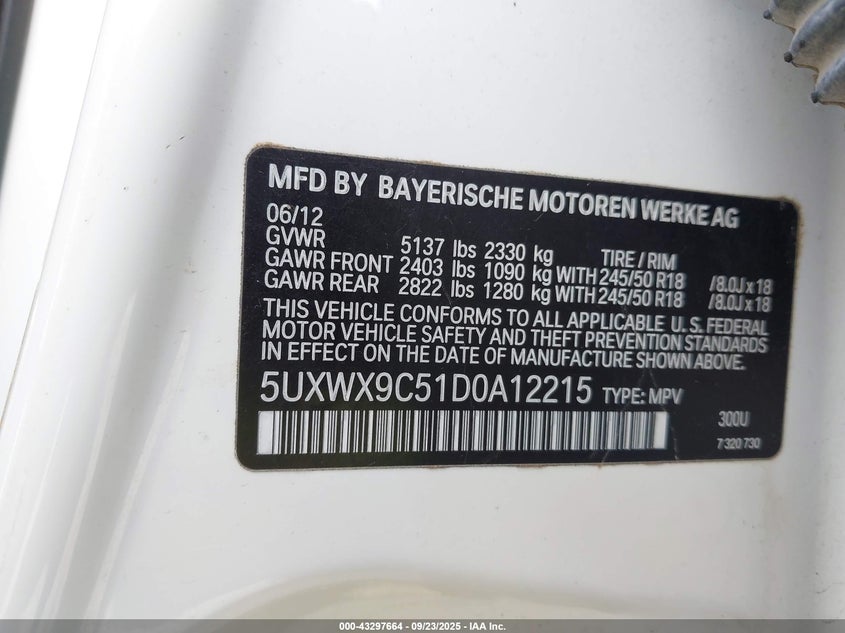 MFD BY BAYERISCHE MOTOREN WERKE AG
06/12
GVWR 5137 lbs 2330 kg TIRE / RIM
GAWR FRONT 2403 lbs 1090 kg WITH 245/50 R18 /8.0J x 18
GAWR REAR 2822 lbs 1280 kg WITH 245/50 R18 /8.0J x 18
THIS VEHICLE CONFORMS TO ALL APPLICABLE U.S. FEDERAL
MOTOR VEHICLE SAFETY AND THEFT PREVENTION STANDARDS
IN EFFECT ON THE DATE OF MANUFACTURE SHOWN ABOVE.
5UXWX9C51D0A12215 TYPE: MPV
300U
7 320 730
000-43297664 - 09/23/2025 - IAA Inc.